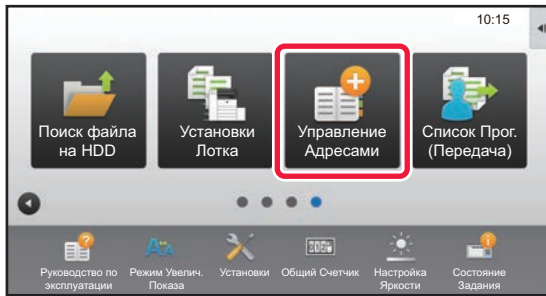 10:15
Поиск файла
на HDD
Установки
Лотка
Управление
Адресами
Список Прог.
(Передача)
Руководство по
эксплуатации
Режим Увелич.
Показа
Установки
Общий Счетчик
Настройка
Яркости
Состояние
Задания